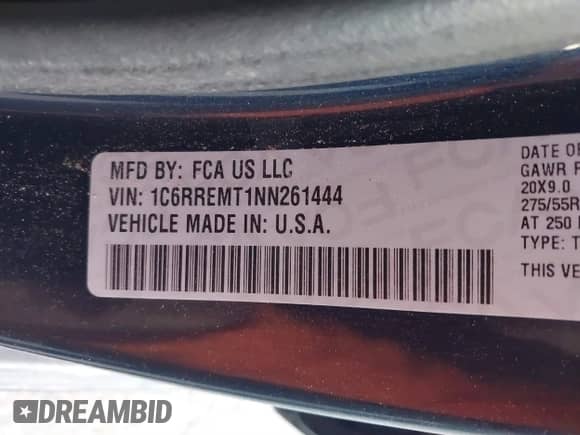 MFD BY: FCA US LLC
VIN: 1C6RREMT1NN261444
VEHICLE MADE IN: U.S.A.
DATE OF
GAWR
20X9.0
275/55R
AT 250
TYPE: T
THIS VE
DREAMBID